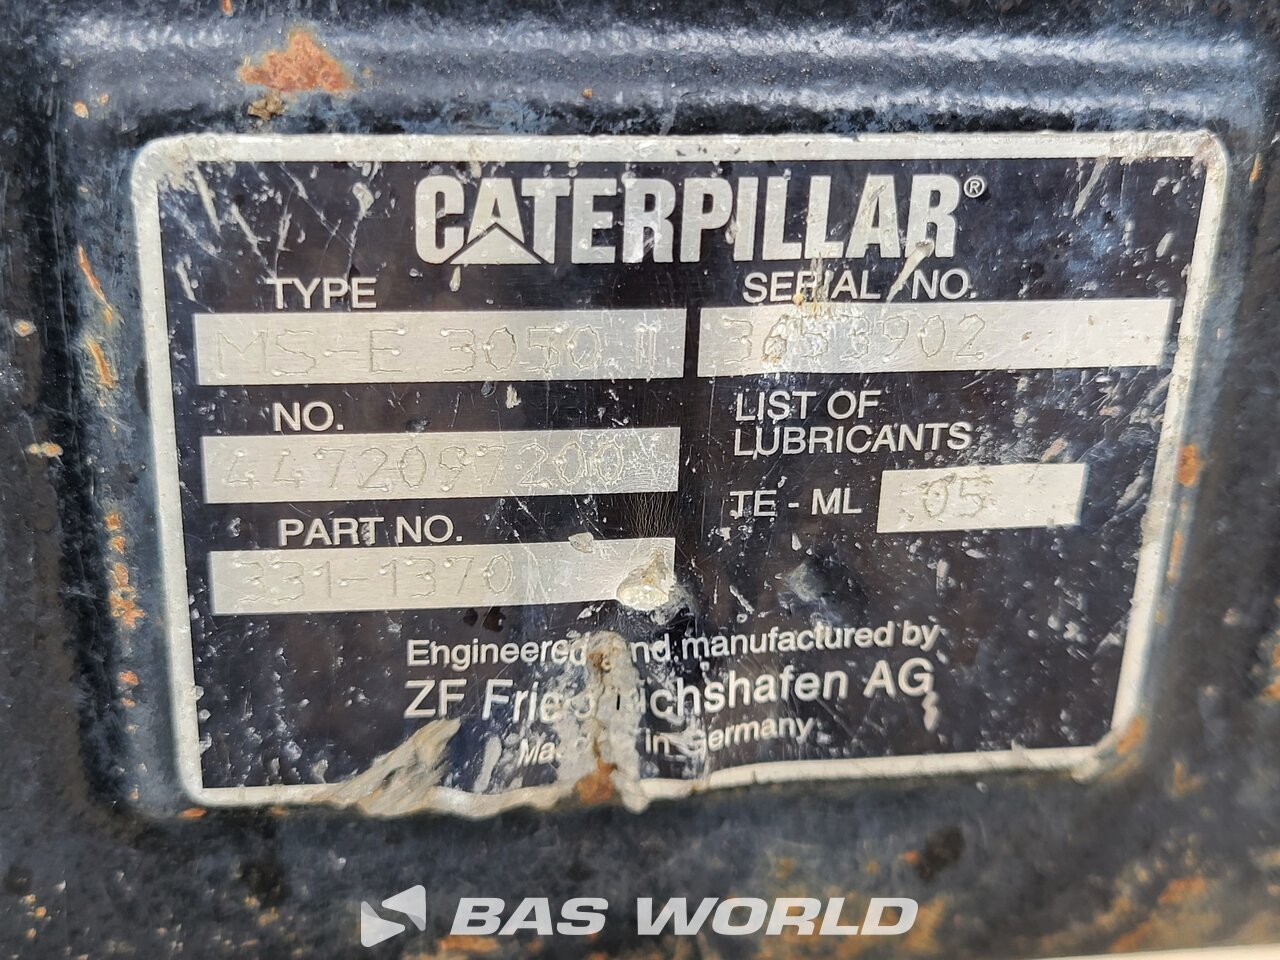 CATERPILLAR®
TYPE
MS-E 3050 II
SERIAL NO.
3453902
NO.
4472097200
LIST OF
LUBRICANTS
TE - ML 05
PART NO.
331-1370
Engineered and manufactured by
ZF Friedrichshafen AG
Made in Germany
BAS WORLD